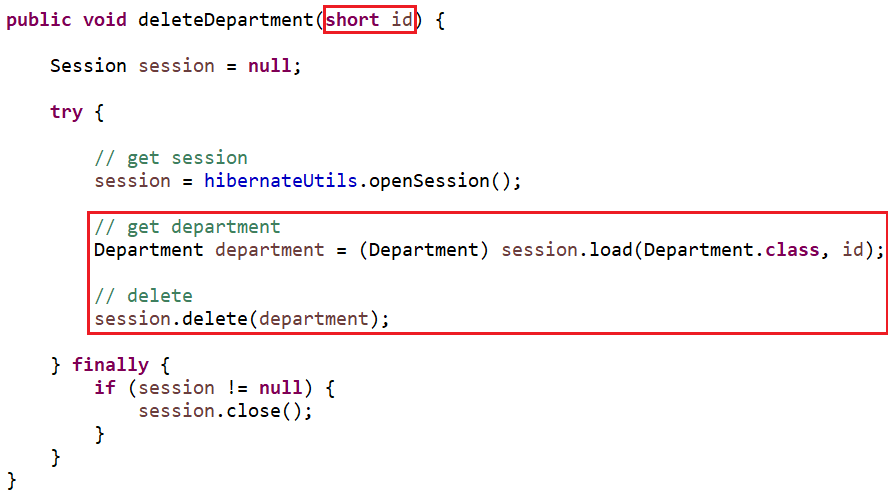 public void deleteDepartment(short id) {
Session session = null;
try {
// get session
session = hibernateUtils.openSession();
// get department
Department department = (Department) session.load(Department.class, id);
// delete
session.delete(department);
} finally {
if (session != null) {
session.close();
}
}
}